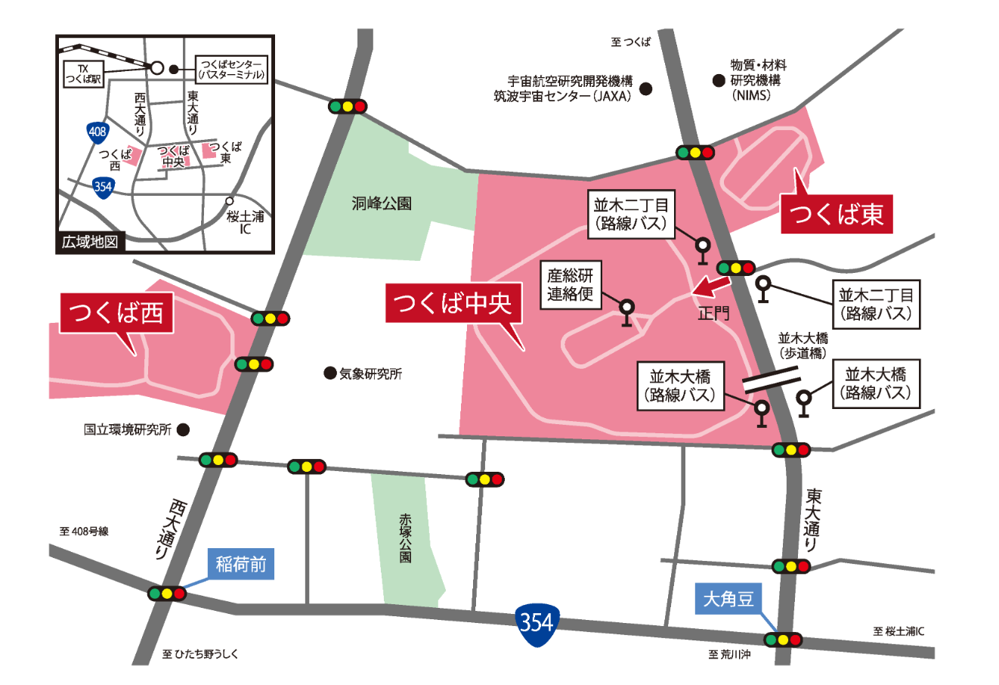 TX
つくば駅
つくばセンター
（バスターミナル）
西大通り
東大通り
408
つくば
西
つくば
中央
つくば
東
354
桜土浦
IC
広域地図
至 つくば
宇宙航空研究開発機構
筑波宇宙センター（JAXA）
物質・材料
研究機構
（NIMS）
洞峰公園
並木二丁目
（路線バス）
つくば東
産総研
連絡便
つくば中央
つくば西
正門
並木二丁目
（路線バス）
並木大橋
（歩道橋）
気象研究所
並木大橋
（路線バス）
並木大橋
（路線バス）
国立環境研究所
西大通り
東大通り
赤塚公園
至 408号線
稲荷前
大角豆
354
至 桜土浦IC
至 ひたち野うしく
至 荒川沖